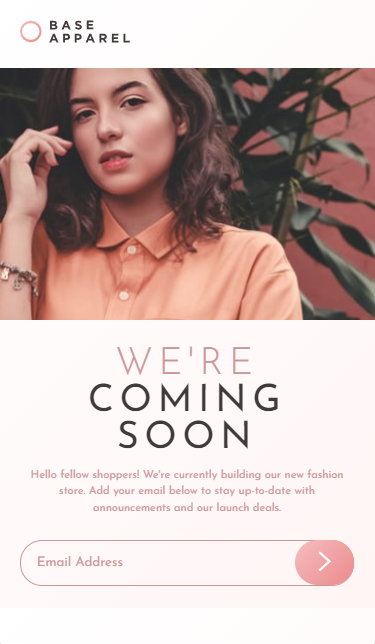 BASE
APPAREL
WE'RE
COMING
SOON
Hello fellow shoppers! We're currently building our new fashion
store. Add your email below to stay up-to-date with
announcements and our launch deals.
Email Address